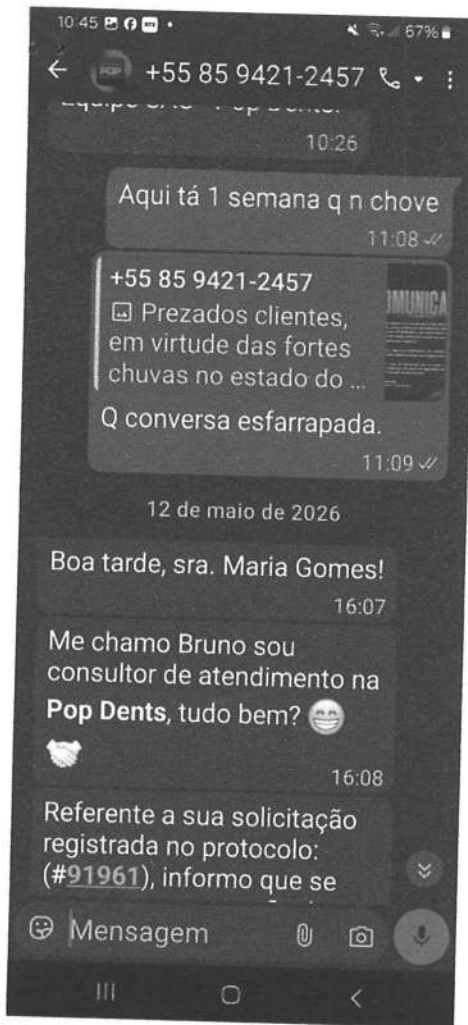 10:45
67%
POP
+55 85 9421-2457
10:26
Aqui tá 1 semana q n chove
11:08
+55 85 9421-2457
Prezados clientes,
em virtude das fortes
chuvas no estado do ...
Q conversa esfarrapada.
11:09
12 de maio de 2026
Boa tarde, sra. Maria Gomes!
16:07
Me chamo Bruno sou
consultor de atendimento na
Pop Dents, tudo bem? 😁
🤝
16:08
Referente a sua solicitação
registrada no protocolo:
(#91961), informo que se
Mensagem